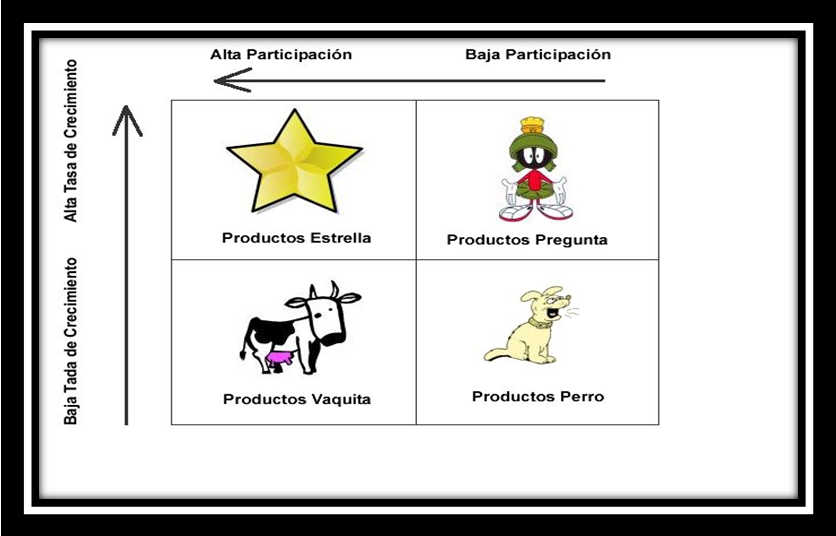 Alta Participación
Baja Participación
Alta Tasa de Crecimiento
Baja Tada de Crecimiento
Productos Estrella
Productos Pregunta
Productos Vaquita
Productos Perro